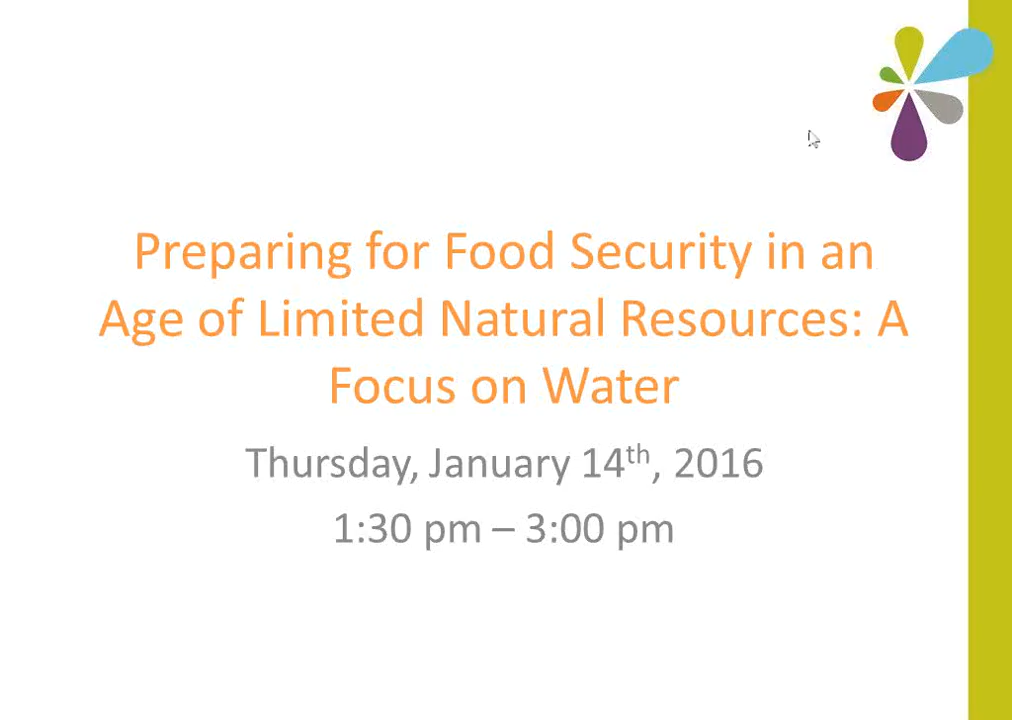 Preparing for Food Security in an
Age of Limited Natural Resources: A
Focus on Water
Thursday, January 14th, 2016
1:30 pm – 3:00 pm